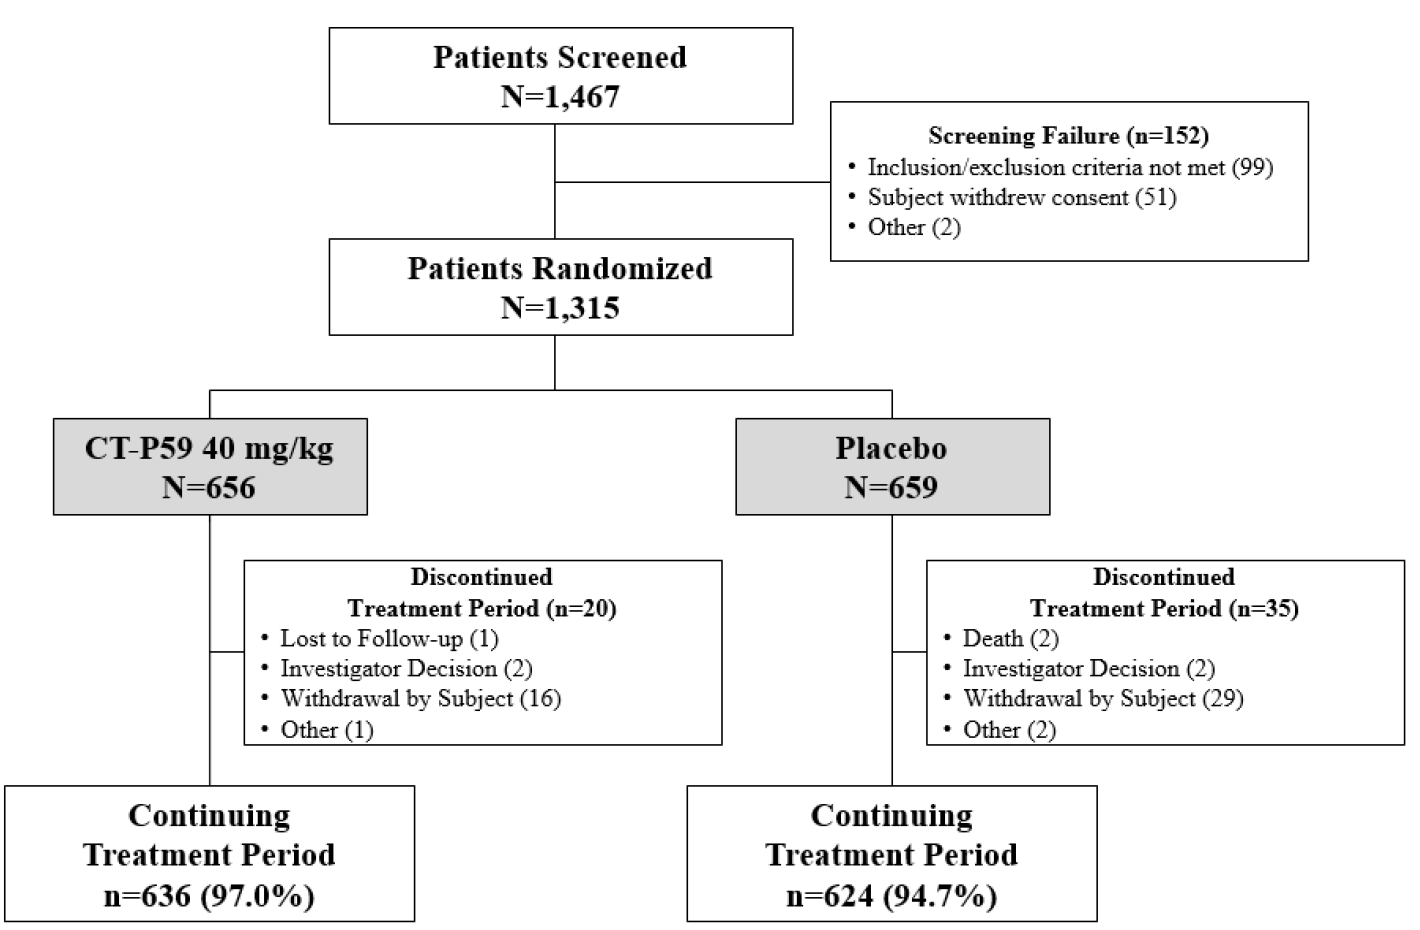 Patients Screened
N=1,467
Screening Failure (n=152)
• Inclusion/exclusion criteria not met (99)
• Subject withdrew consent (51)
• Other (2)
Patients Randomized
N=1,315
CT-P59 40 mg/kg
N=656
Placebo
N=659
Discontinued
Treatment Period (n=20)
• Lost to Follow-up (1)
• Investigator Decision (2)
• Withdrawal by Subject (16)
• Other (1)
Discontinued
Treatment Period (n=35)
• Death (2)
• Investigator Decision (2)
• Withdrawal by Subject (29)
• Other (2)
Continuing
Treatment Period
n=636 (97.0%)
Continuing
Treatment Period
n=624 (94.7%)